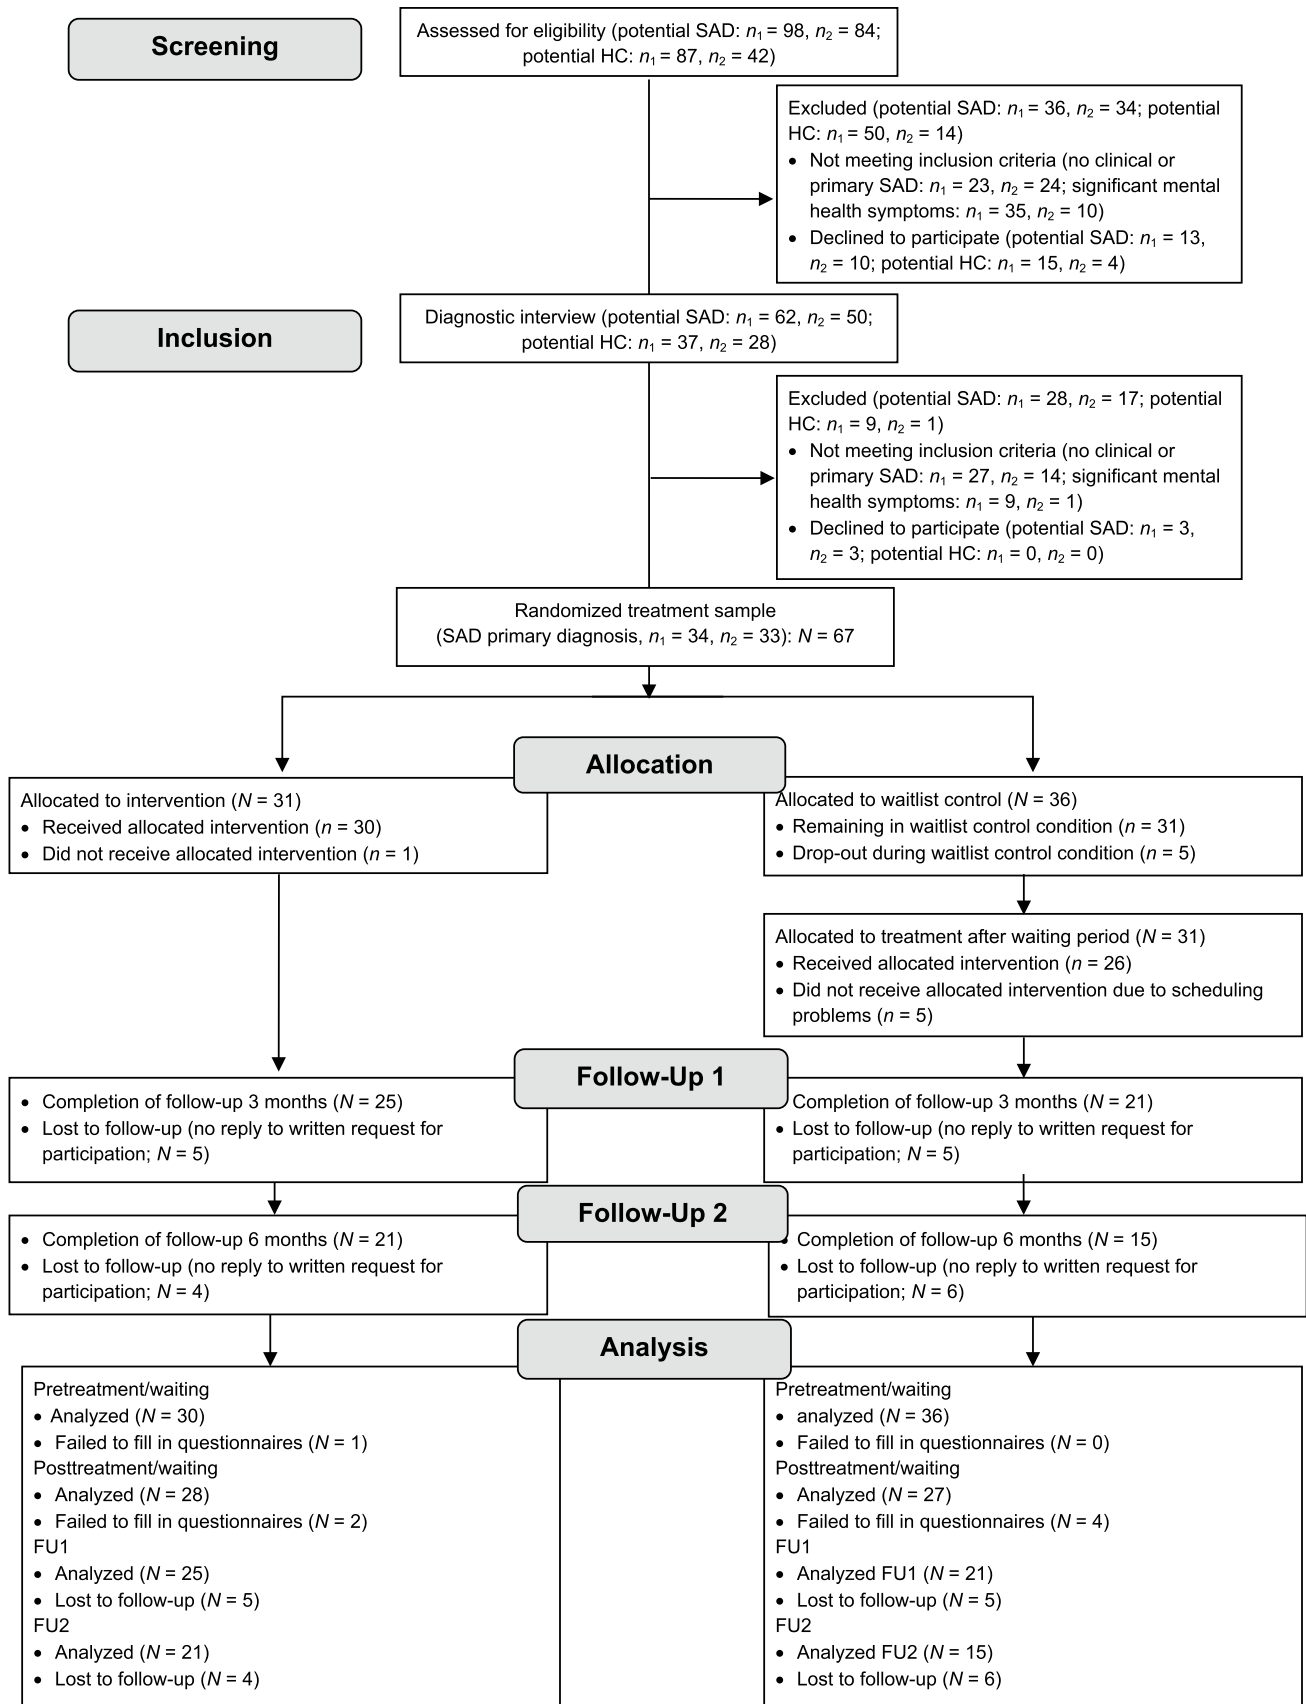 Screening
Assessed for eligibility (potential SAD: n1 = 98, n2 = 84;
potential HC: n1 = 87, n2 = 42)
Excluded (potential SAD: n1 = 36, n2 = 34; potential
HC: n1 = 50, n2 = 14)
• Not meeting inclusion criteria (no clinical or
primary SAD: n1 = 23, n2 = 24; significant mental
health symptoms: n1 = 35, n2 = 10)
• Declined to participate (potential SAD: n1 = 13,
n2 = 10; potential HC: n1 = 15, n2 = 4)
Inclusion
Diagnostic interview (potential SAD: n1 = 62, n2 = 50;
potential HC: n1 = 37, n2 = 28)
Excluded (potential SAD: n1 = 28, n2 = 17; potential
HC: n1 = 9, n2 = 1)
• Not meeting inclusion criteria (no clinical or
primary SAD: n1 = 27, n2 = 14; significant mental
health symptoms: n1 = 9, n2 = 1)
• Declined to participate (potential SAD: n1 = 3,
n2 = 3; potential HC: n1 = 0, n2 = 0)
Randomized treatment sample
(SAD primary diagnosis, n1 = 34, n2 = 33): N = 67
Allocation
Allocated to intervention (N = 31)
• Received allocated intervention (n = 30)
• Did not receive allocated intervention (n = 1)
Allocated to waitlist control (N = 36)
• Remaining in waitlist control condition (n = 31)
• Drop-out during waitlist control condition (n = 5)
Allocated to treatment after waiting period (N = 31)
• Received allocated intervention (n = 26)
• Did not receive allocated intervention due to scheduling
problems (n = 5)
Follow-Up 1
• Completion of follow-up 3 months (N = 25)
• Lost to follow-up (no reply to written request for
participation; N = 5)
Completion of follow-up 3 months (N = 21)
• Lost to follow-up (no reply to written request for
participation; N = 5)
Follow-Up 2
• Completion of follow-up 6 months (N = 21)
• Lost to follow-up (no reply to written request for
participation; N = 4)
• Completion of follow-up 6 months (N = 15)
• Lost to follow-up (no reply to written request for
participation; N = 6)
Analysis
Pretreatment/waiting
• Analyzed (N = 30)
• Failed to fill in questionnaires (N = 1)
Posttreatment/waiting
• Analyzed (N = 28)
• Failed to fill in questionnaires (N = 2)
FU1
• Analyzed (N = 25)
• Lost to follow-up (N = 5)
FU2
• Analyzed (N = 21)
• Lost to follow-up (N = 4)
Pretreatment/waiting
• analyzed (N = 36)
• Failed to fill in questionnaires (N = 0)
Posttreatment/waiting
• Analyzed (N = 27)
• Failed to fill in questionnaires (N = 4)
FU1
• Analyzed FU1 (N = 21)
• Lost to follow-up (N = 5)
FU2
• Analyzed FU2 (N = 15)
• Lost to follow-up (N = 6)